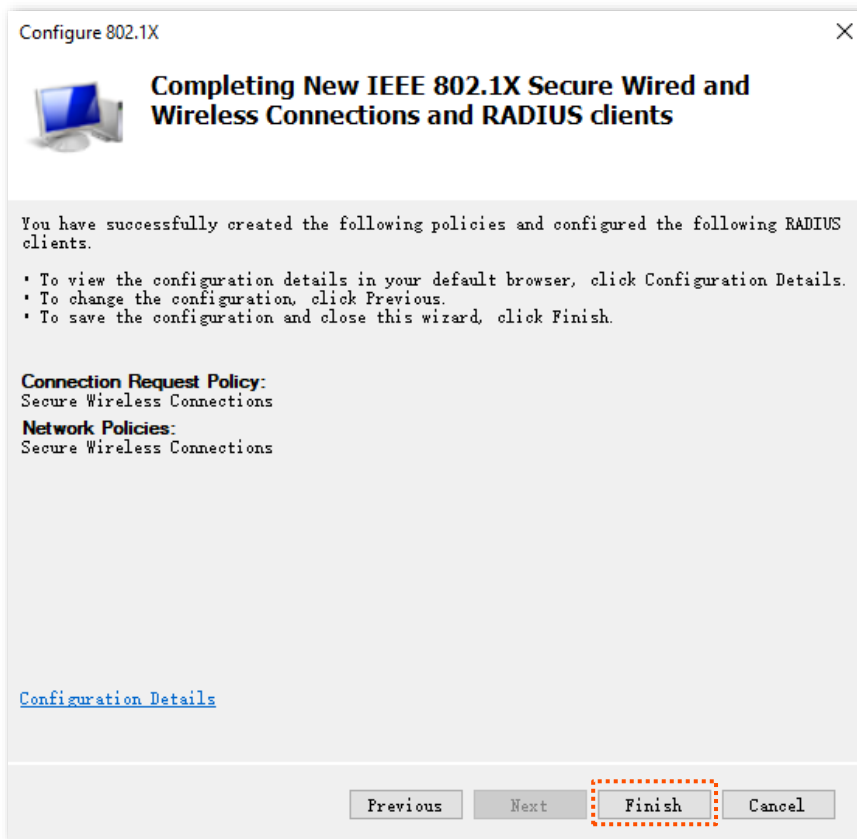 Configure 802.1X
Completing New IEEE 802.1X Secure Wired and
Wireless Connections and RADIUS clients
You have successfully created the following policies and configured the following RADIUS
clients.
• To view the configuration details in your default browser, click Configuration Details.
• To change the configuration, click Previous.
• To save the configuration and close this wizard, click Finish.
Connection Request Policy:
Secure Wireless Connections
Network Policies:
Secure Wireless Connections
Configuration Details
Previous Next Finish Cancel